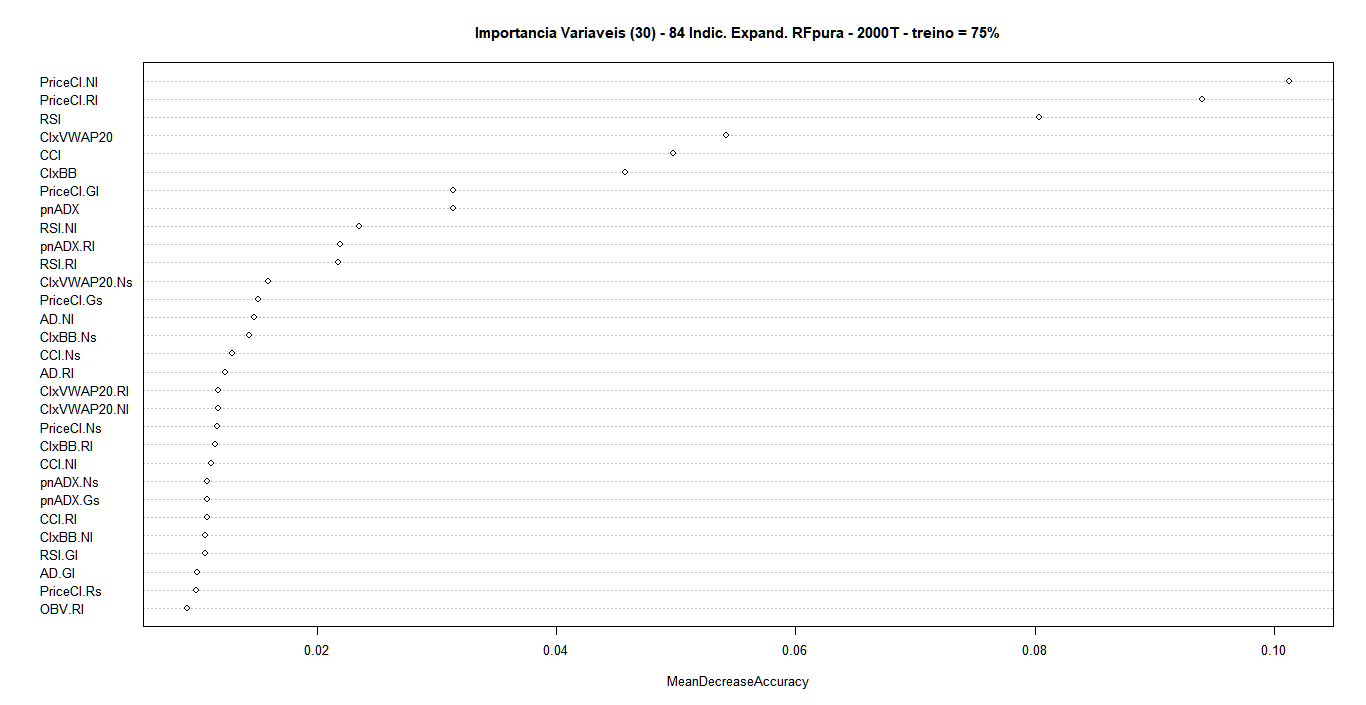 Importancia Variaveis (30) - 84 Indic. Expand. RFpura - 2000T - treino = 75%
PriceCl.Nl
PriceCl.Rl
RSI
ClxVWAP20
CCI
ClxBB
PriceCl.Gl
pnADX
RSI.Nl
pnADX.Rl
RSI.Rl
ClxVWAP20.Ns
PriceCl.Gs
AD.Nl
ClxBB.Ns
CCI.Ns
AD.Rl
ClxVWAP20.Rl
ClxVWAP20.Nl
PriceCl.Ns
ClxBB.Rl
CCI.Nl
pnADX.Ns
pnADX.Gs
CCI.Rl
ClxBB.Nl
RSI.Gl
AD.Gl
PriceCl.Rs
OBV.Rl
0.02 0.04 0.06 0.08 0.10
MeanDecreaseAccuracy